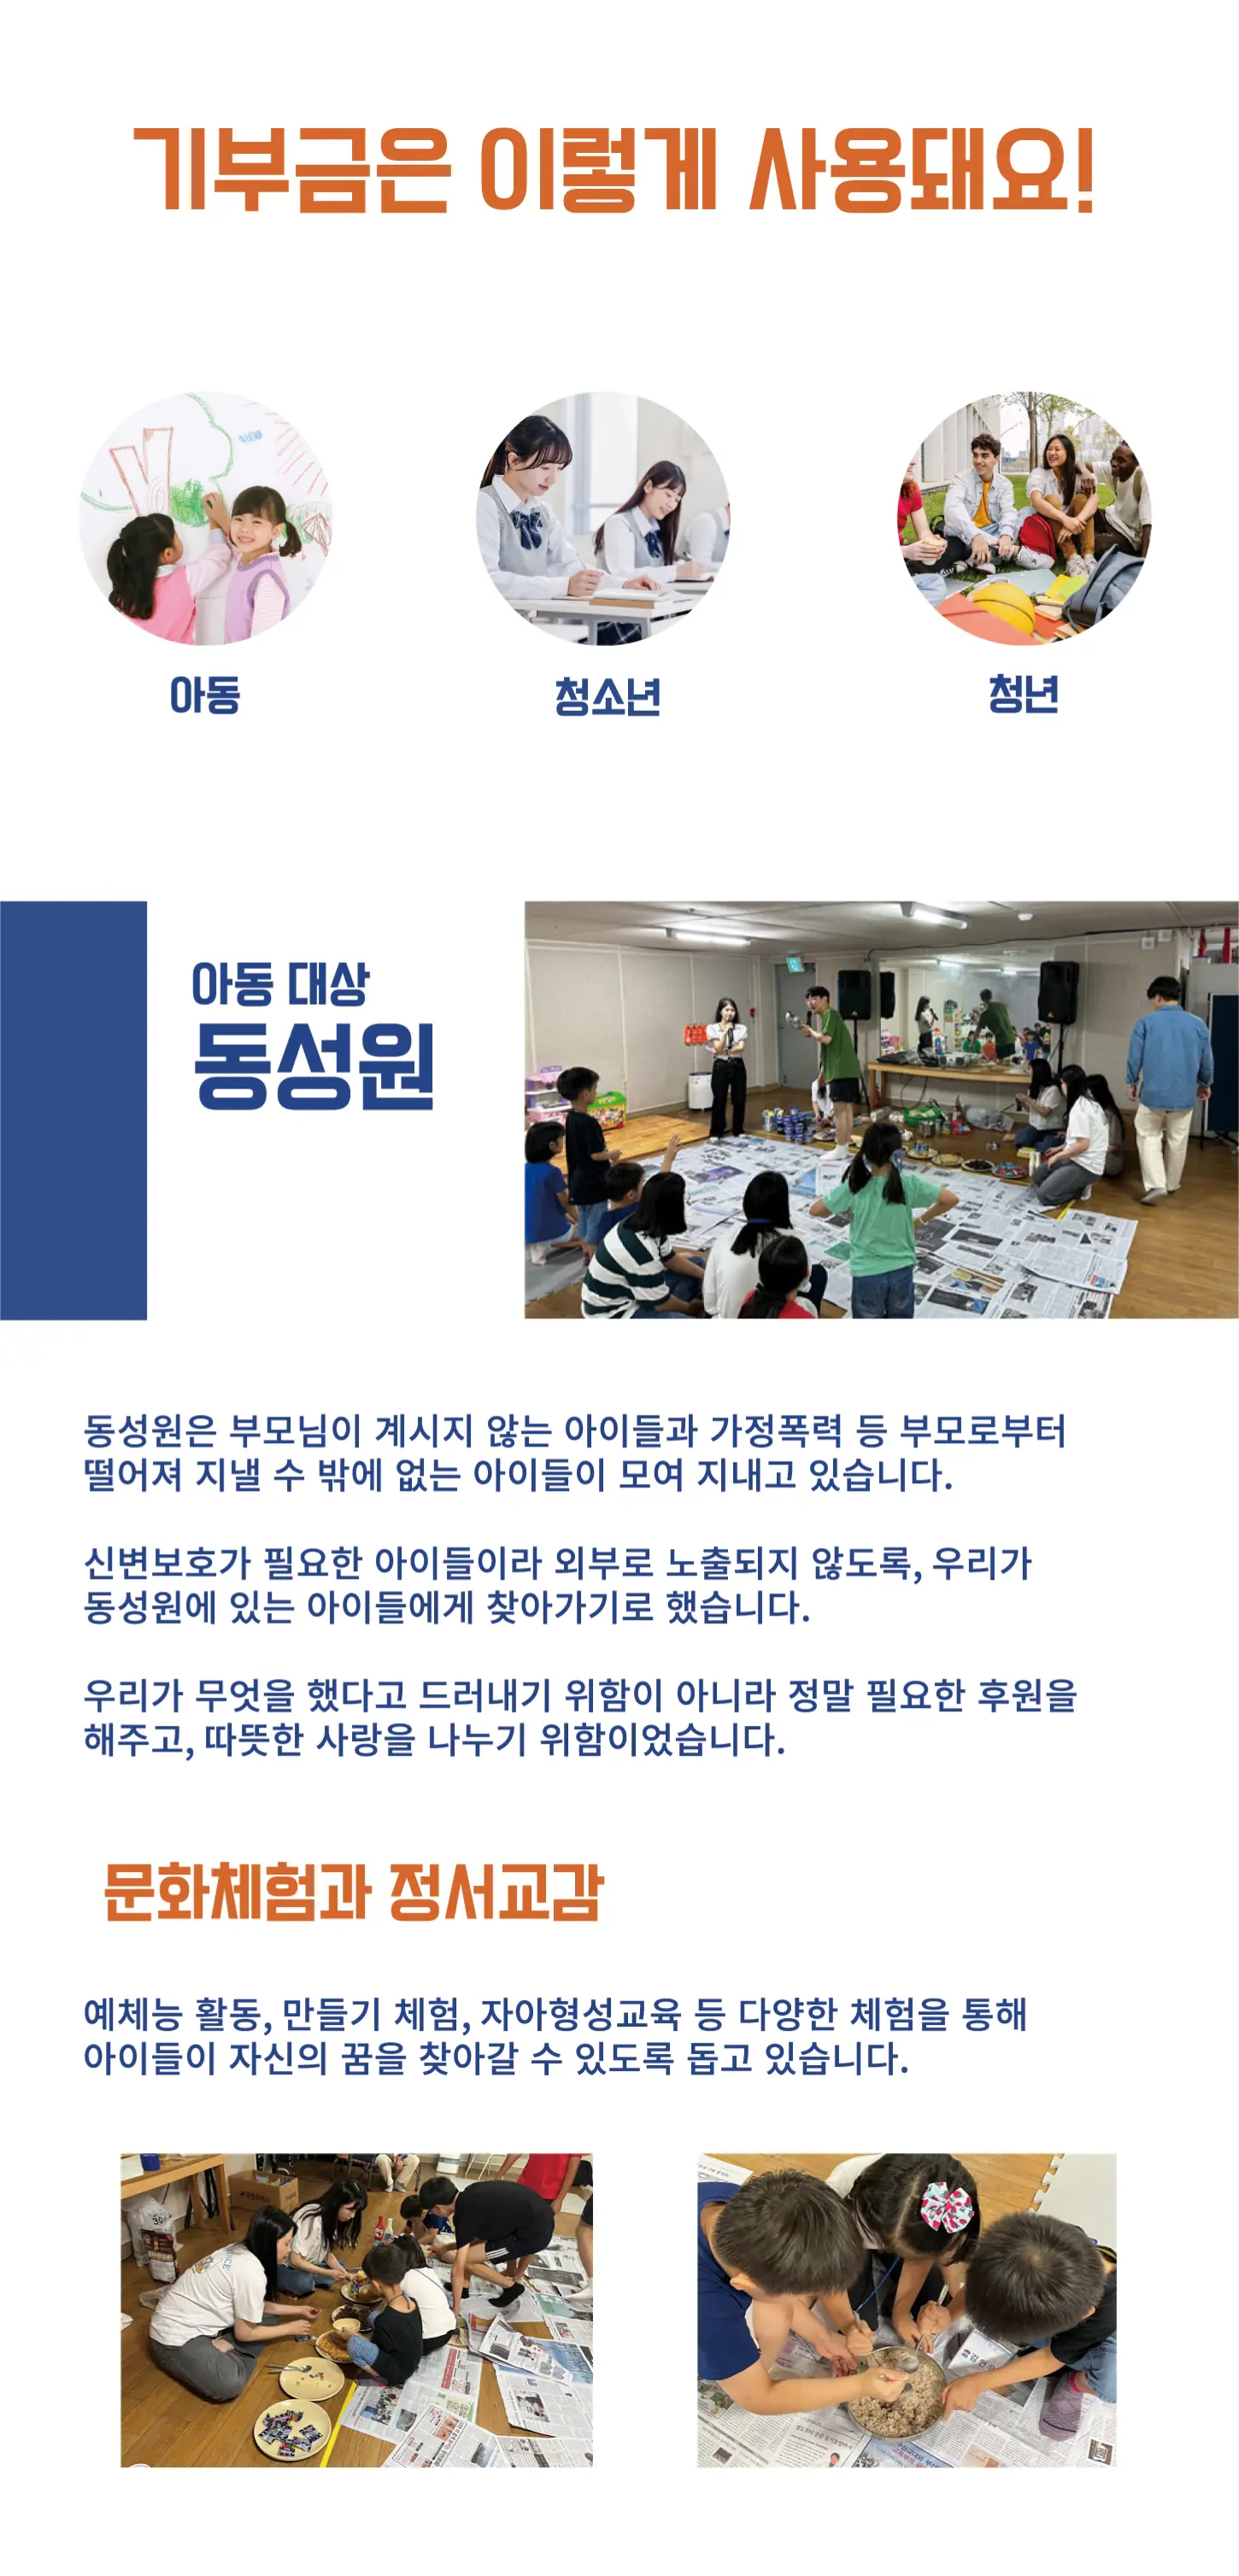 기부금은 이렇게 사용돼요!
아동
청소년
청년
아동 대상
동성원
동성원은 부모님이 계시지 않는 아이들과 가정폭력 등 부모로부터
떨어져 지낼 수 밖에 없는 아이들이 모여 지내고 있습니다.
신변보호가 필요한 아이들이라 외부로 노출되지 않도록, 우리가
동성원에 있는 아이들에게 찾아가기로 했습니다.
우리가 무엇을 했다고 드러내기 위함이 아니라 정말 필요한 후원을
해주고, 따뜻한 사랑을 나누기 위함이었습니다.
문화체험과 정서교감
예체능 활동, 만들기 체험, 자아형성교육 등 다양한 체험을 통해
아이들이 자신의 꿈을 찾아갈 수 있도록 돕고 있습니다.